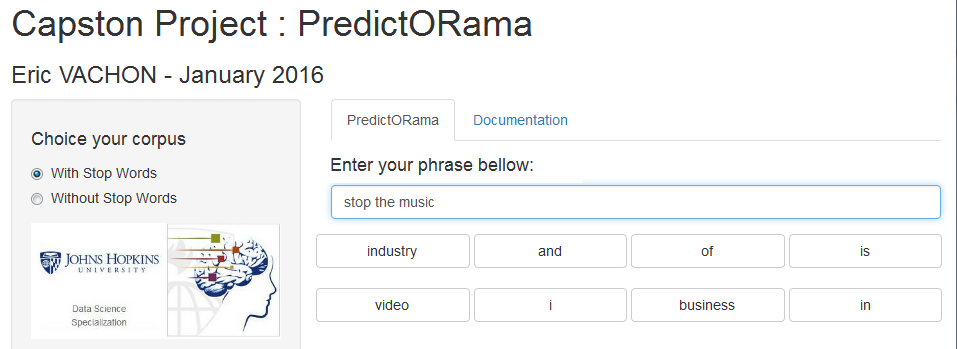 Capston Project : PredictORama
Eric VACHON - January 2016
Choice your corpus
With Stop Words
Without Stop Words
JOHNS HOPKINS
UNIVERSITY
Data Science
Specialization
PredictORama Documentation
Enter your phrase bellow:
stop the music
industry and of is
video i business in